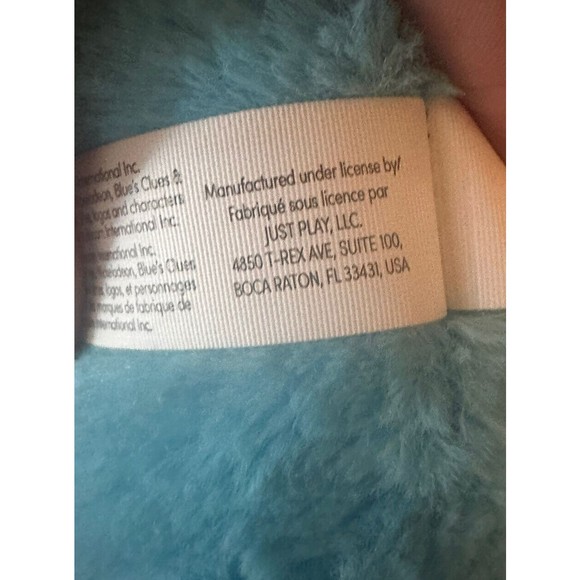 International Inc.
Blue's Clues &
logos and characters
International Inc.
International Inc.
Nickelodeon, Blue's Clues
logos, et personnages
marques de fabrique de
International Inc.
Manufactured under license by/
Fabriqué sous licence par
JUST PLAY, LLC.
4850 T-REX AVE, SUITE 100,
BOCA RATON, FL 33431, USA